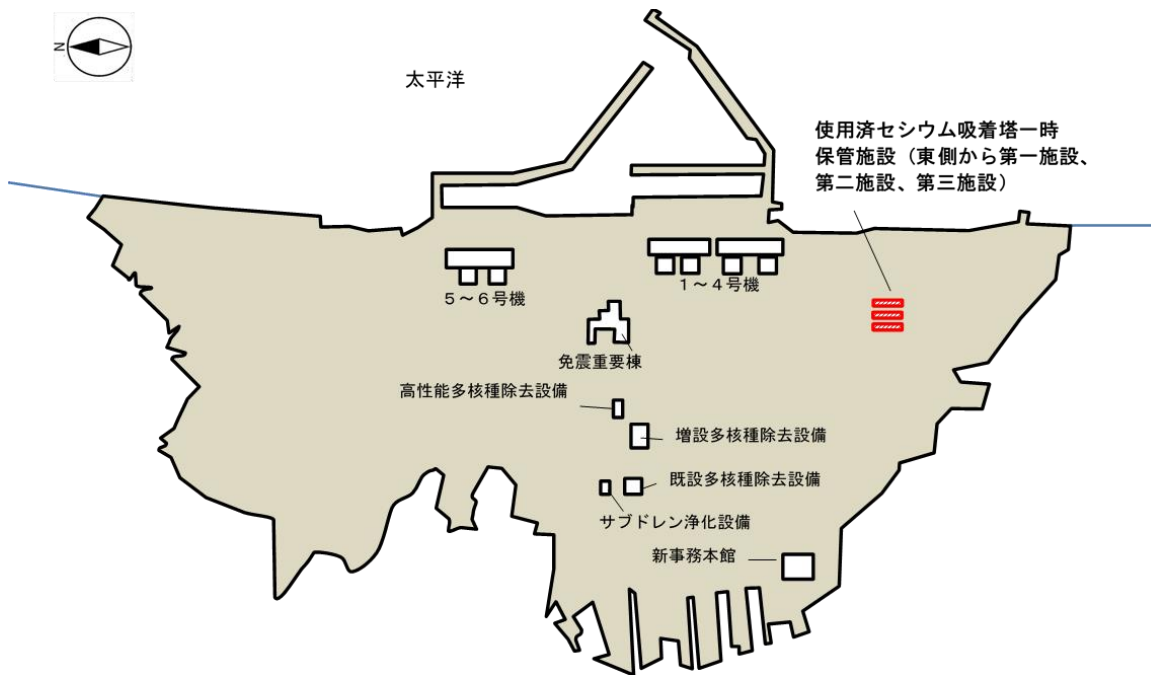 N
太平洋
使用済セシウム吸着塔一時
保管施設（東側から第一施設、
第二施設、第三施設）
５～６号機
１～４号機
免震重要棟
高性能多核種除去設備
増設多核種除去設備
既設多核種除去設備
サブドレン浄化設備
新事務本館